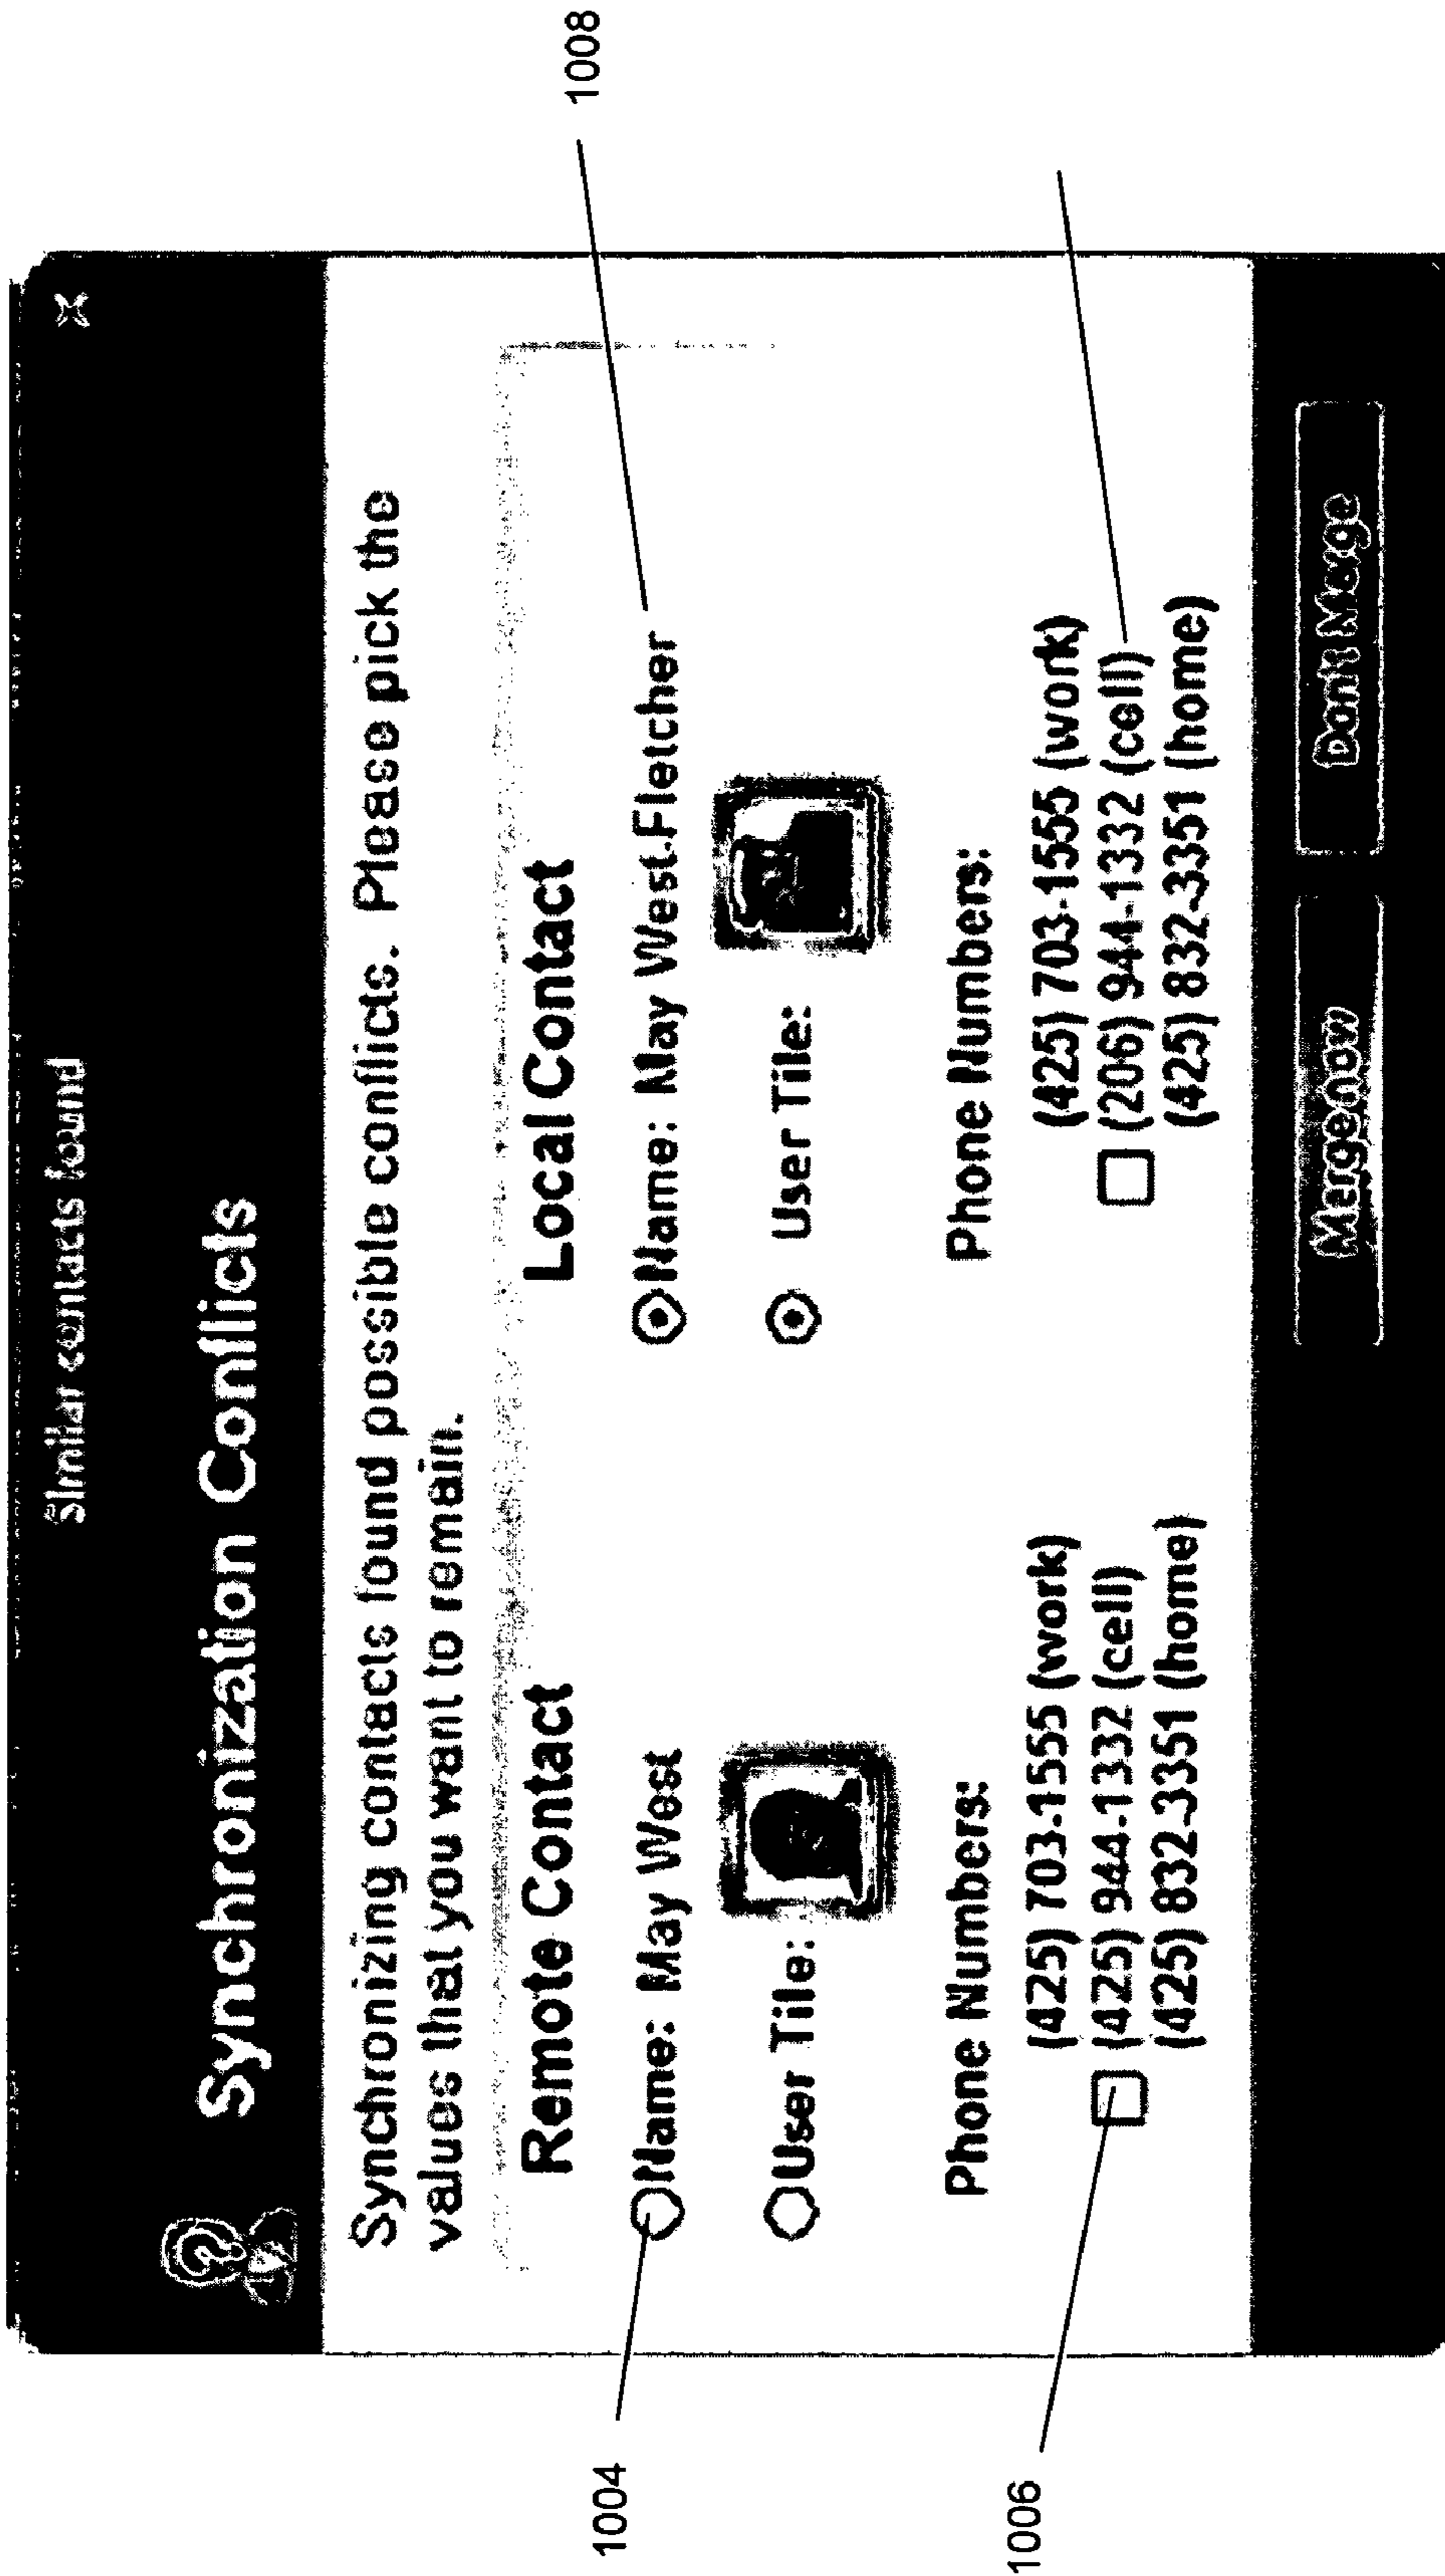 Similar contacts found
X
Synchronization Conflicts
Synchronizing contacts found possible conflicts. Please pick the
values that you want to remain.
Remote Contact
Local Contact
Name: May West
Name: May West-Fletcher
User Tile:
User Tile:
Phone Numbers:
Phone Numbers:
(425) 703-1555 (work)
(425) 944-1332 (cell)
(425) 832-3351 (home)
(425) 703-1555 (work)
(206) 944-1332 (cell)
(425) 832-3351 (home)
Merge now
Don't Merge
1004
1006
1008